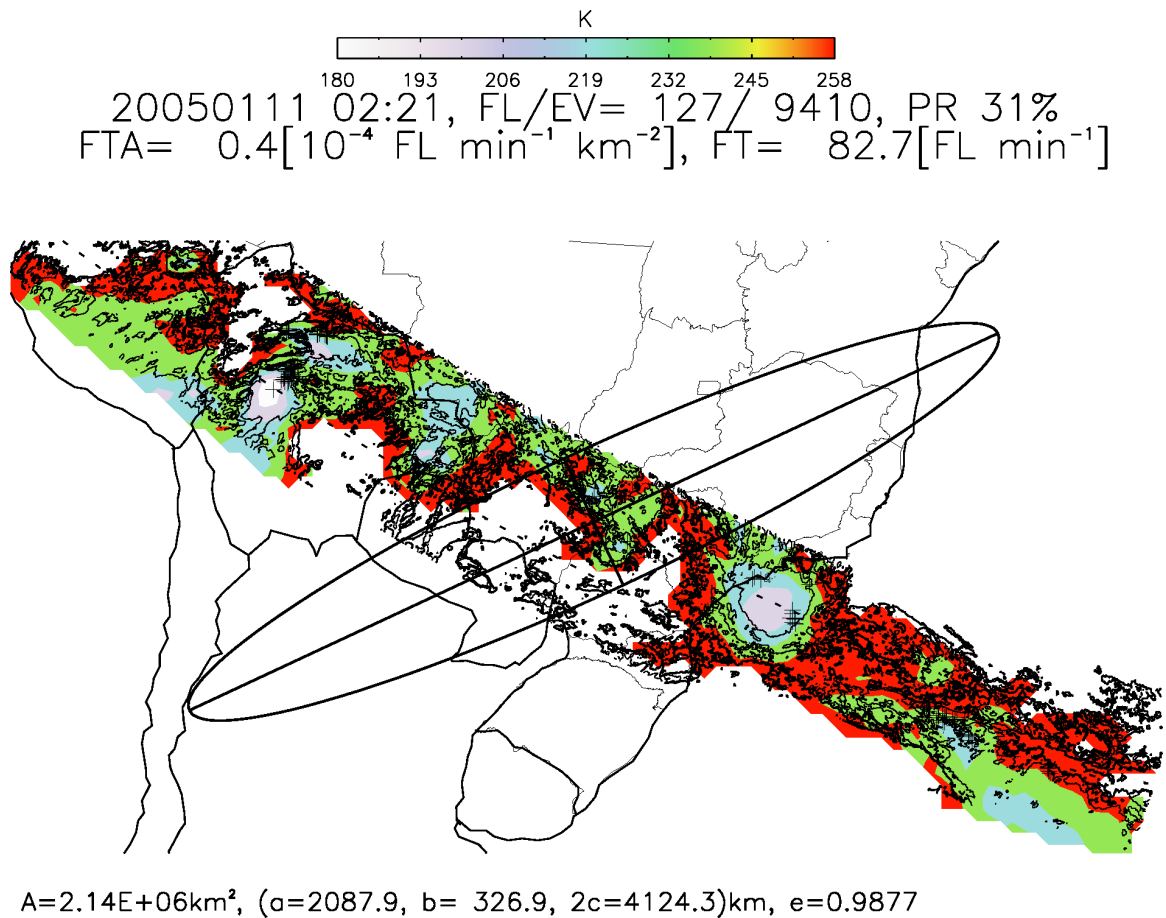 K
180 193 206 219 232 245 258
20050111 02:21, FL/EV= 127/ 9410, PR 31%
FTA= 0.4[10⁻⁴ FL min⁻¹ km⁻²], FT= 82.7[FL min⁻¹]
A=2.14E+06km², (a=2087.9, b= 326.9, 2c=4124.3)km, e=0.9877